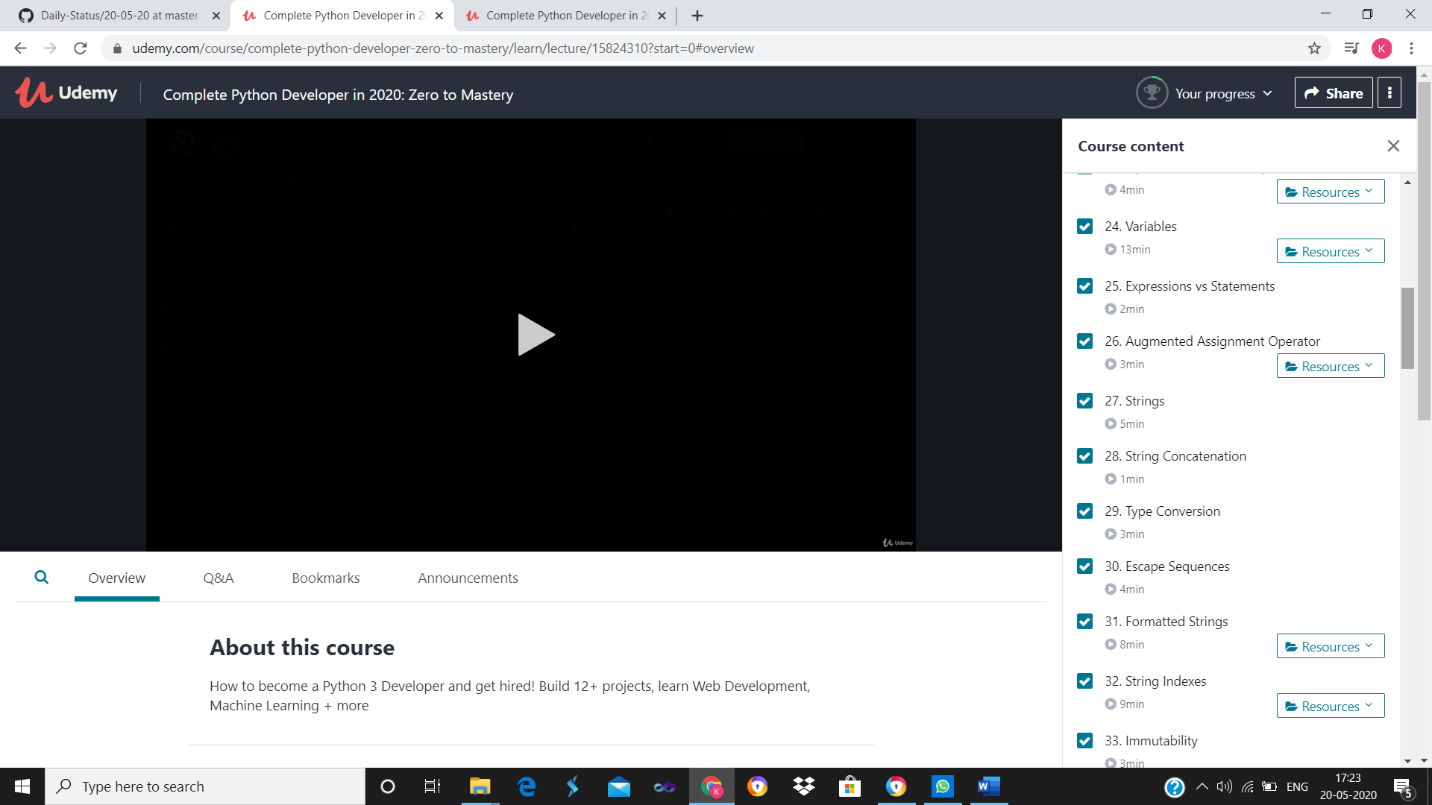 Daily-Status/20-05-20 at master
Complete Python Developer in 2
Complete Python Developer in 2
udemy.com/course/complete-python-developer-zero-to-mastery/learn/lecture/15824310?start=0#overview
K
Udemy
Complete Python Developer in 2020: Zero to Mastery
Your progress
Share
Course content
4min
Resources
24. Variables
13min
Resources
25. Expressions vs Statements
2min
26. Augmented Assignment Operator
3min
Resources
27. Strings
5min
28. String Concatenation
1min
29. Type Conversion
3min
30. Escape Sequences
4min
31. Formatted Strings
8min
Resources
32. String Indexes
9min
Resources
33. Immutability
3min
Udemy
Overview
Q&A
Bookmarks
Announcements
About this course
How to become a Python 3 Developer and get hired! Build 12+ projects, learn Web Development,
Machine Learning + more
Type here to search
ENG
17:23
20-05-2020
5